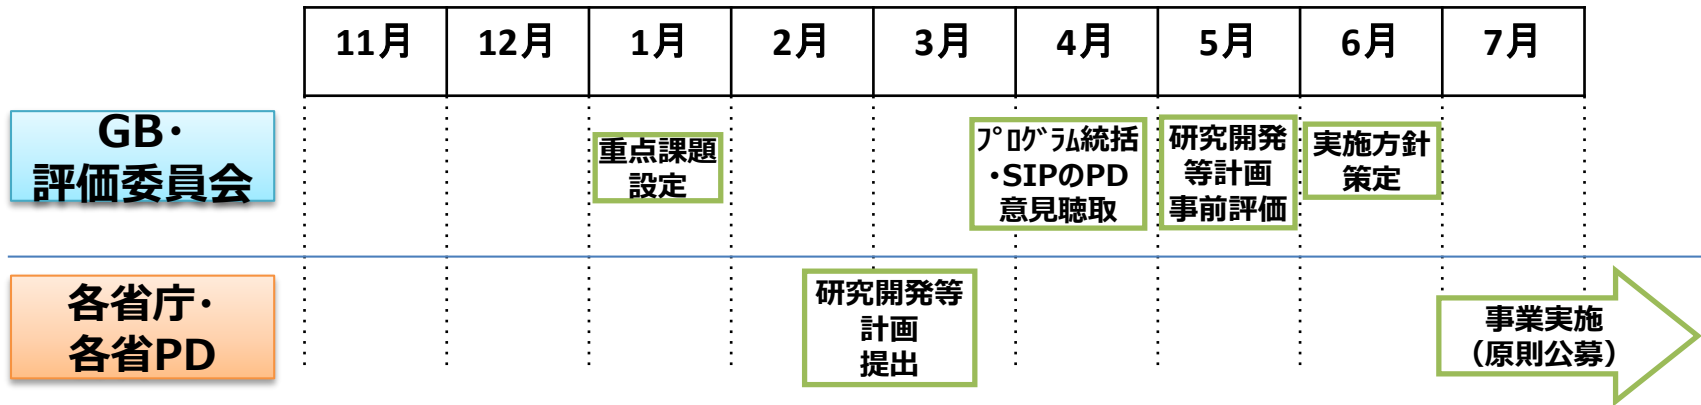 11月 12月 1月 2月 3月 4月 5月 6月 7月
GB・
評価委員会
重点課題
設定
ﾌﾟﾛｸﾞﾗﾑ統括
・SIPのPD
意見聴取
研究開発
等計画
事前評価
実施方針
策定
各省庁・
各省PD
研究開発等
計画
提出
事業実施
（原則公募）